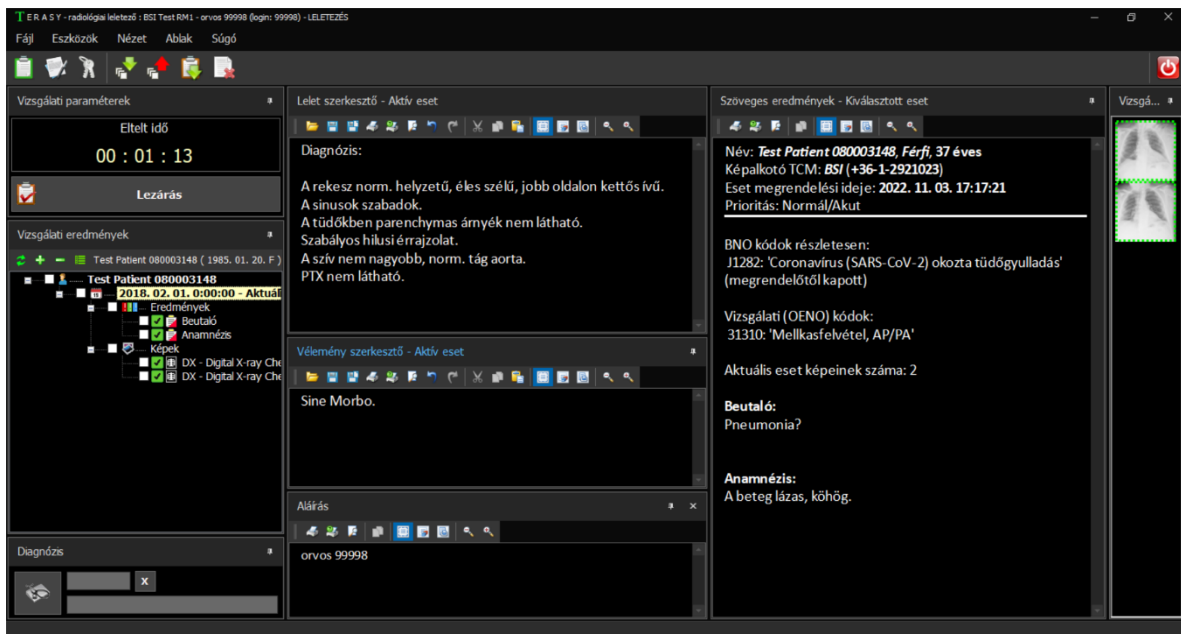 TERASY - radiológiai leletező : BSI Test RM1 - orvos 99998 (login: 99998) - LELETEZÉS
Fájl Eszközök Nézet Ablak Súgó
Vizsgálati paraméterek
Eltelt idő
00 : 01 : 13
Lezárás
Vizsgálati eredmények
Test Patient 080003148 ( 1985. 01. 20. F )
Test Patient 080003148
2018. 02. 01. 0:00:00 - Aktuál
Eredmények
Beutaló
Anamnézis
Képek
DX - Digital X-ray Che
DX - Digital X-ray Che
Diagnózis
x
Lelet szerkesztő - Aktív eset
Diagnózis:
A rekesz norm. helyzetű, éles szélű, jobb oldalon kettős ívű.
A sinusok szabadok.
A tüdőkben parenchymas árnyék nem látható.
Szabályos hilusi érrajzolat.
A szív nem nagyobb, norm. tág aorta.
PTX nem látható.
Vélemény szerkesztő - Aktív eset
Sine Morbo.
Aláírás
orvos 99998
Szöveges eredmények - Kiválasztott eset
Név: Test Patient 080003148, Férfi, 37 éves
Képalkotó TCM: BSI (+36-1-2921023)
Eset megrendelési ideje: 2022. 11. 03. 17:17:21
Prioritás: Normál/Akut
BNO kódok részletesen:
J1282: 'Coronavírus (SARS-CoV-2) okozta tüdőgyulladás'
(megrendelőtől kapott)
Vizsgálati (OENO) kódok:
31310: 'Mellkasfelvétel, AP/PA'
Aktuális eset képeinek száma: 2
Beutaló:
Pneumonia?
Anamnézis:
A beteg lázas, köhög.
Vizsgá...